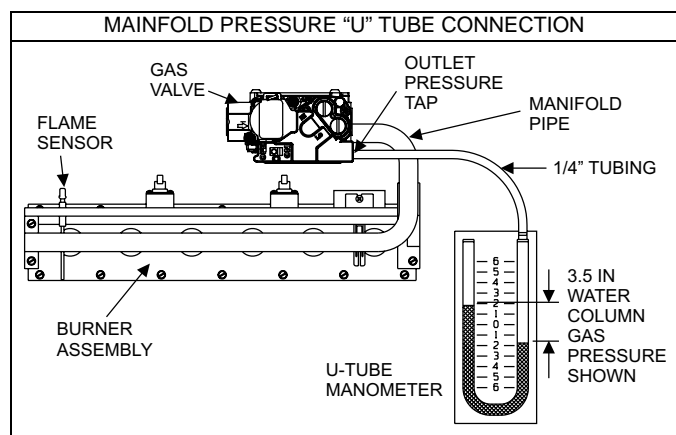 MAINFOLD PRESSURE “U” TUBE CONNECTION
GAS
VALVE
OUTLET
PRESSURE
TAP
MANIFOLD
PIPE
FLAME
SENSOR
1/4” TUBING
6
5
4
3
2
1
0
1
2
3
4
5
6
3.5 IN
WATER
COLUMN
GAS
PRESSURE
SHOWN
BURNER
ASSEMBLY
U-TUBE
MANOMETER